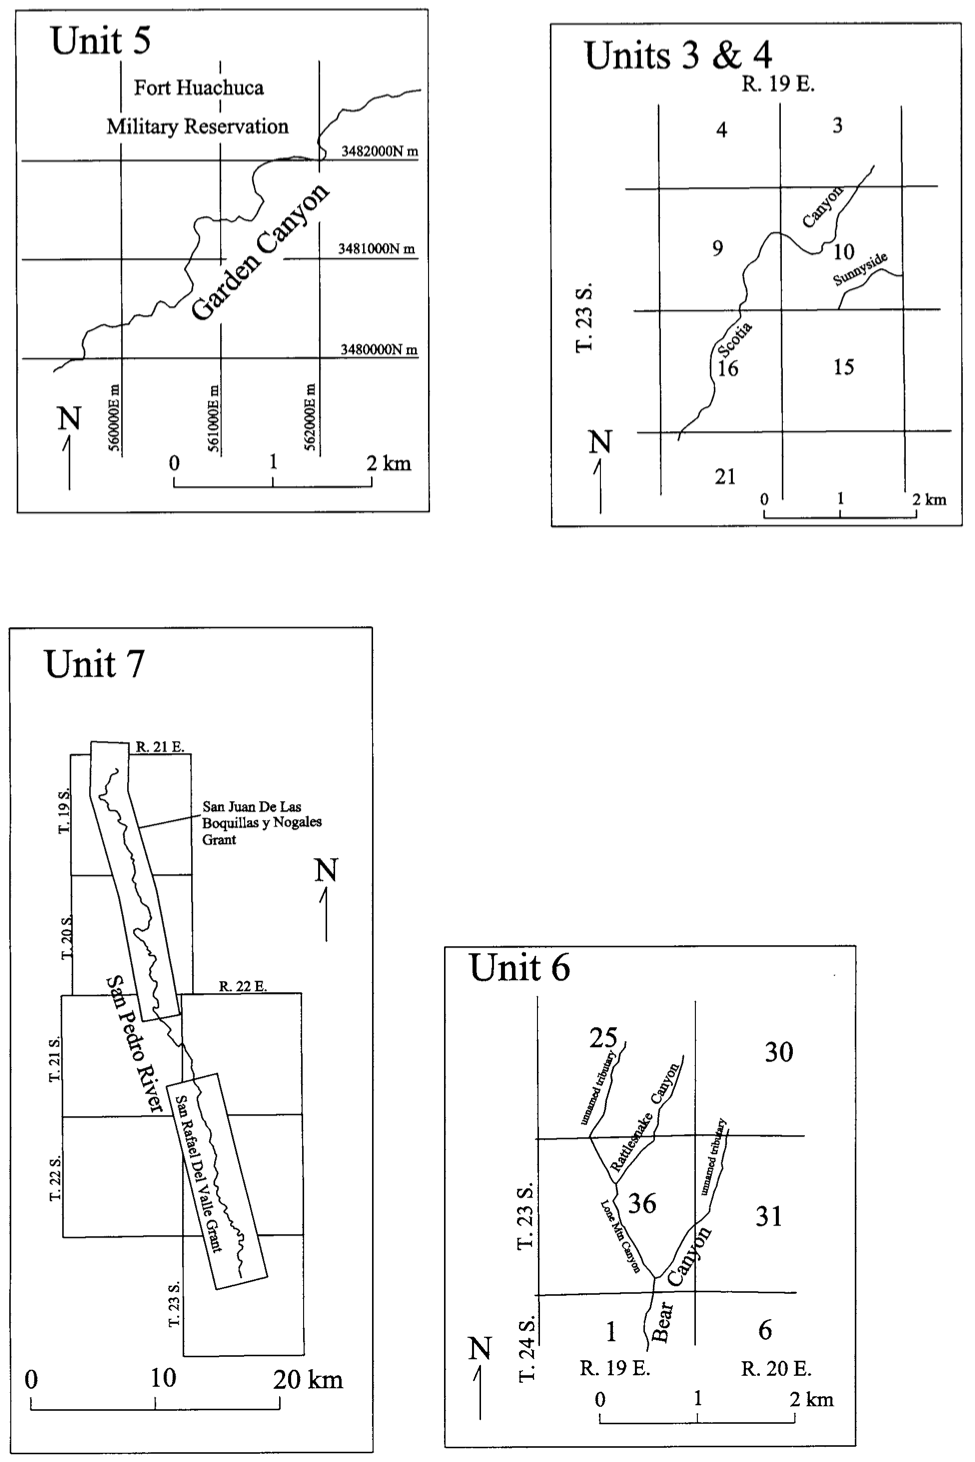 Unit 5
Fort Huachuca
Military Reservation
3482000N m
Garden Canyon
3481000N m
3480000N m
560000E m
561000E m
562000E m
N
0 1 2 km
Units 3 & 4
R. 19 E.
4 3
Canyon
9 10
Sunnyside
T. 23 S.
Scotia
16 15
N
21
0 1 2 km
Unit 7
R. 21 E.
T. 19 S.
San Juan De Las
Boquillas y Nogales
Grant
N
T. 20 S.
R. 22 E.
San Pedro River
T. 21 S.
San Rafael Del Valle Grant
T. 22 S.
T. 23 S.
0 10 20 km
Unit 6
25 30
unnamed tributary
Rattlesnake Canyon
unnamed tributary
36 31
Lone Mtn Canyon
T. 23 S.
Bear Canyon
T. 24 S.
1 6
N
R. 19 E. R. 20 E.
0 1 2 km